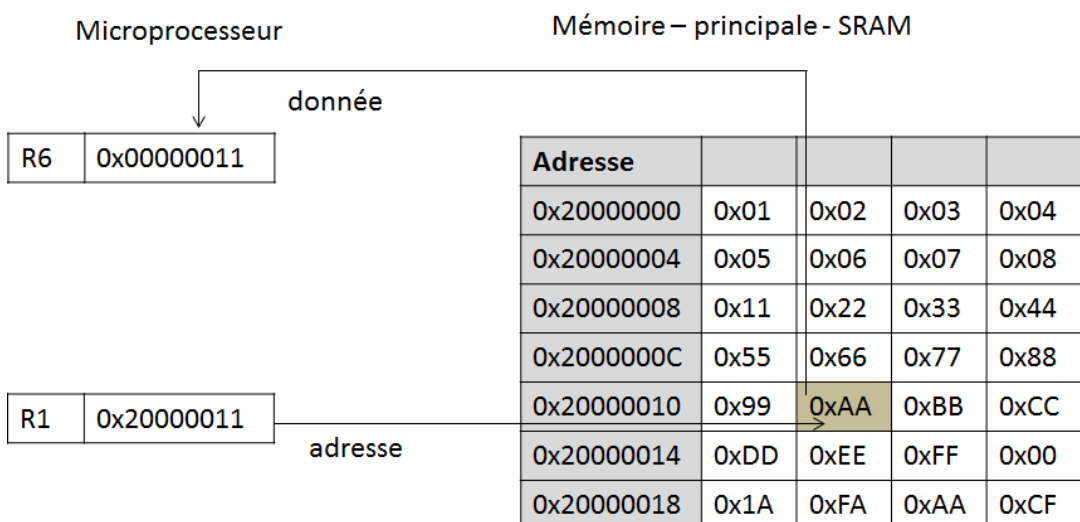 Microprocesseur
Mémoire – principale - SRAM
donnée
R6 0x00000011
Adresse
0x20000000 0x01 0x02 0x03 0x04
0x20000004 0x05 0x06 0x07 0x08
0x20000008 0x11 0x22 0x33 0x44
0x2000000C 0x55 0x66 0x77 0x88
R1 0x20000011
adresse
0x20000010 0x99 0xAA 0xBB 0xCC
0x20000014 0xDD 0xEE 0xFF 0x00
0x20000018 0x1A 0xFA 0xAA 0xCF